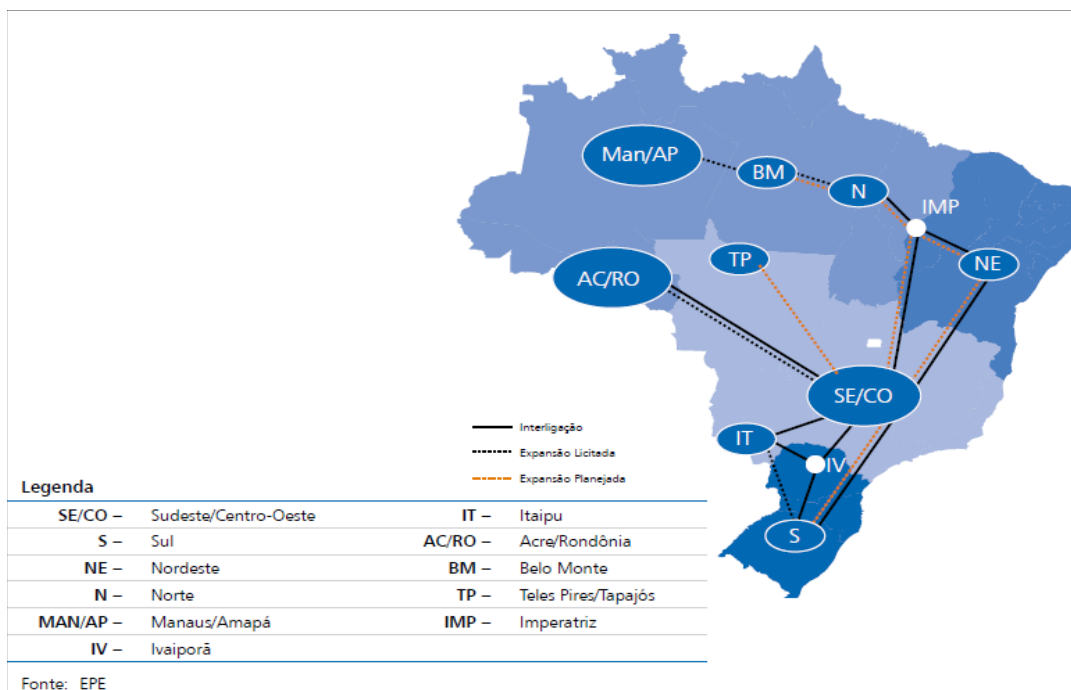 Man/AP
BM
N
IMP
NE
TP
AC/RO
SE/CO
IT
IV
S
Interligação
Expansão Licitada
Expansão Planejada
Legenda
SE/CO – Sudeste/Centro-Oeste IT – Itaipu
S – Sul AC/RO – Acre/Rondônia
NE – Nordeste BM – Belo Monte
N – Norte TP – Teles Pires/Tapajós
MAN/AP – Manaus/Amapá IMP – Imperatriz
IV – Ivaiporã
Fonte: EPE